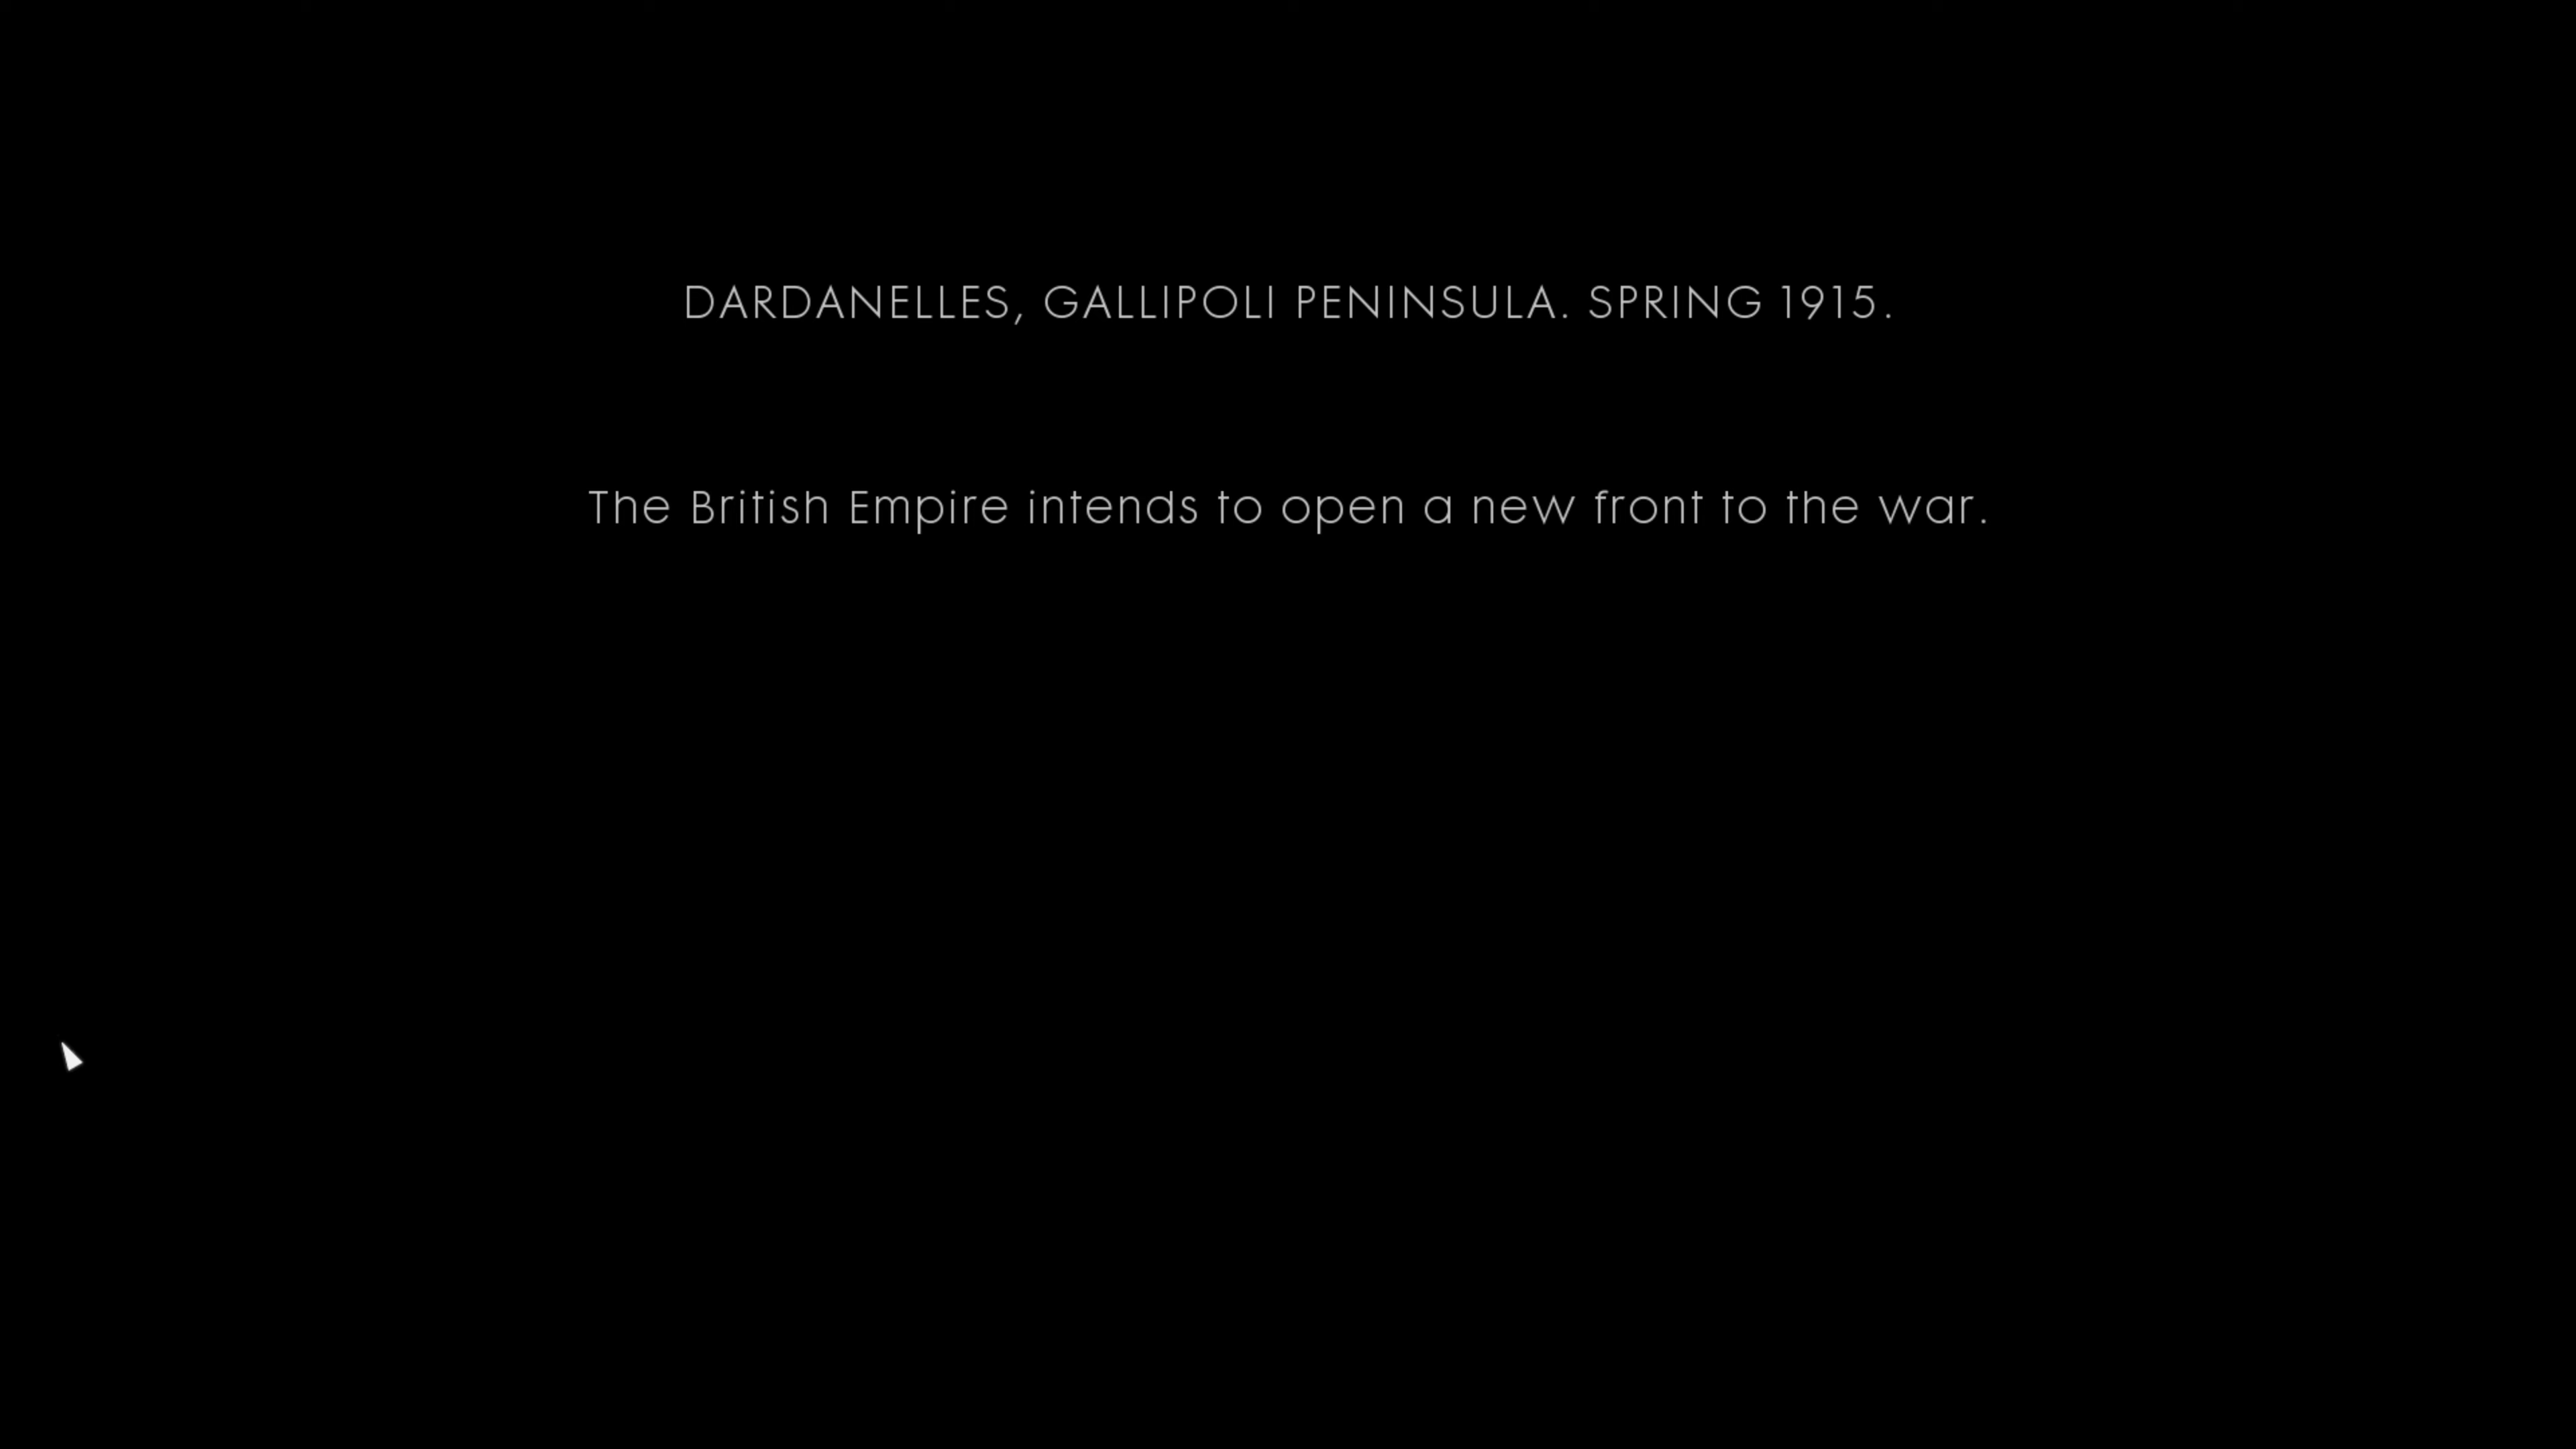 DARDANELLES, GALLIPOLI PENINSULA. SPRING 1915.
The British Empire intends to open a new front to the war.